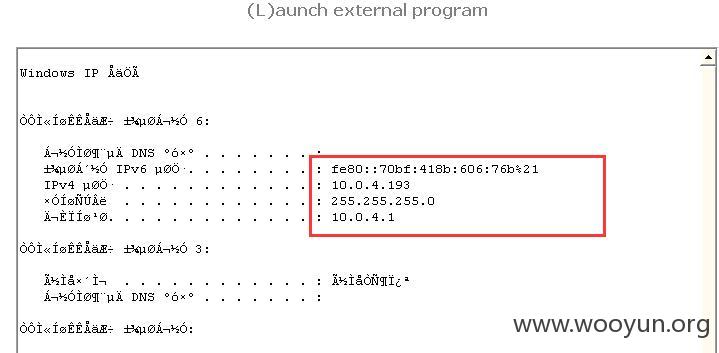 (L)aunch external program
Windows IP ÅäÖÃ
ÒÔÌ«ÍøÊÊÅäÆ÷ ±¾µØÁ¬½Ó 6:
Á¬½ÓÌØ¶¨µÄ DNS °ó×º . . . . . . . :
±¾µØÁ´½Ó IPv6 µØÖ·. . . . . . . . : fe80::70bf:418b:606:76b%21
IPv4 µØÖ· . . . . . . . . . . . . : 10.0.4.193
×ÓÍøÑÚÂë . . . . . . . . . . . . : 255.255.255.0
Ä¬ÈÏÍø¹Ø. . . . . . . . . . . . . : 10.0.4.1
ÒÔÌ«ÍøÊÊÅäÆ÷ ±¾µØÁ¬½Ó 3:
Ã½Ìå×´Ì¬ . . . . . . . . . . . . : Ã½ÌåÒÑ¶Ï¿ª
Á¬½ÓÌØ¶¨µÄ DNS °ó×º . . . . . . . :
ÒÔÌ«ÍøÊÊÅäÆ÷ ±¾µØÁ¬½Ó:
www.wooyun.org